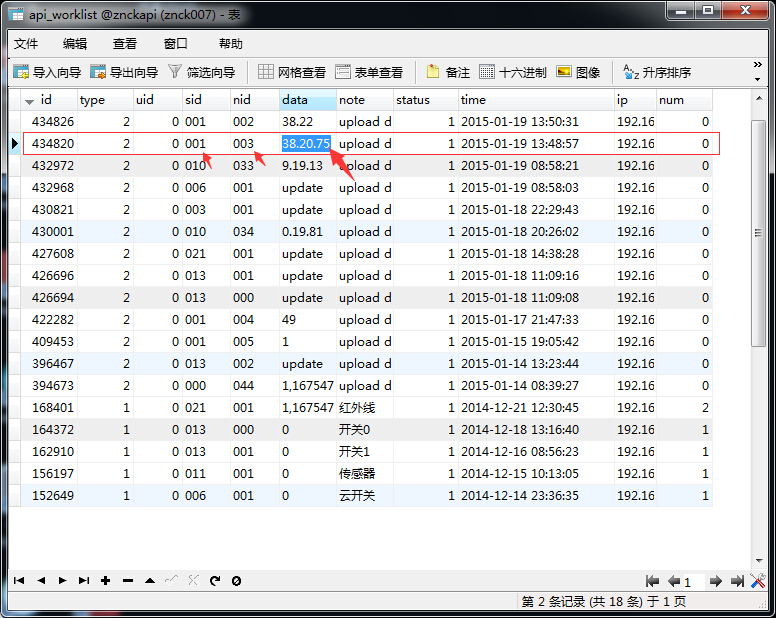 api_worklist @znckapi (znck007) - 表
文件 编辑 查看 窗口 帮助
导入向导 导出向导 筛选向导 网格查看 表单查看 备注 十六进制 图像 升序排序
id type uid sid nid data note status time ip num
434826 2 0 001 002 38.22 upload d 1 2015-01-19 13:50:31 192.16 0
434820 2 0 001 003 38.20.75 upload d 1 2015-01-19 13:48:57 192.16 0
432972 2 0 010 033 9.19.13 upload d 1 2015-01-19 08:58:21 192.16 0
432968 2 0 006 001 update upload d 1 2015-01-19 08:58:03 192.16 0
430821 2 0 003 001 update upload d 1 2015-01-18 22:29:43 192.16 0
430001 2 0 010 034 0.19.81 upload d 1 2015-01-18 20:26:02 192.16 0
427608 2 0 021 001 update upload d 1 2015-01-18 14:38:28 192.16 0
426696 2 0 013 001 update upload d 1 2015-01-18 11:09:16 192.16 0
426694 2 0 013 000 update upload d 1 2015-01-18 11:09:08 192.16 0
422282 2 0 001 004 49 upload d 1 2015-01-17 21:47:33 192.16 0
409453 2 0 001 005 1 upload d 1 2015-01-15 19:05:42 192.16 0
396467 2 0 013 002 update upload d 1 2015-01-14 13:23:44 192.16 0
394673 2 0 000 044 1,167547 upload d 1 2015-01-14 08:39:27 192.16 0
168401 1 0 021 001 1,167547 红外线 1 2014-12-21 12:30:45 192.16 2
164372 1 0 013 000 0 开关0 1 2014-12-18 13:16:40 192.16 1
162910 1 0 013 001 0 开关1 1 2014-12-16 08:56:23 192.16 1
156197 1 0 011 001 0 传感器 1 2014-12-15 10:13:05 192.16 1
152649 1 0 006 001 0 云开关 1 2014-12-14 23:36:35 192.16 1
1
第 2 条记录 (共 18 条) 于 1 页